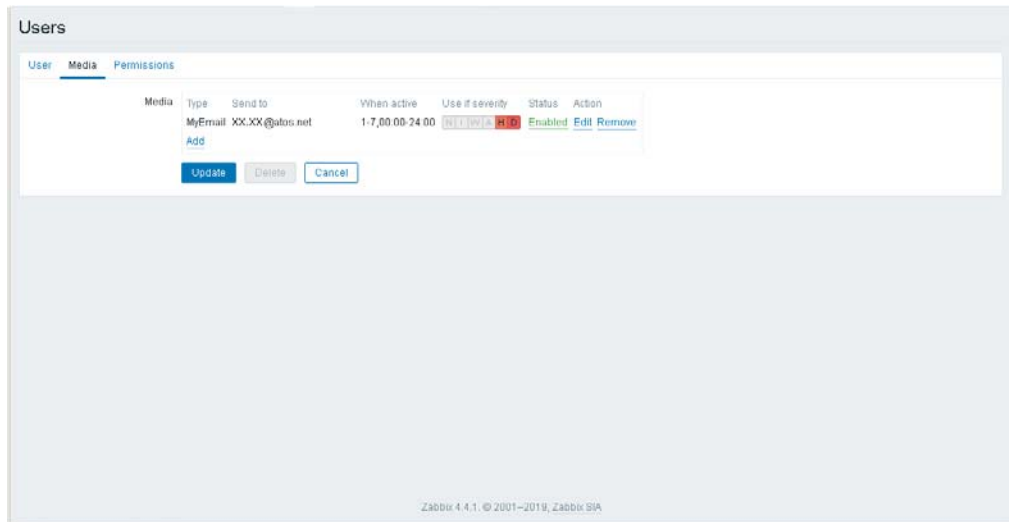 Users
User Media Permissions
Media Type Send to When active Use if severity Status Action
MyEmail XX.XX@atos.net 1-7,00:00-24:00 N I W A H D Enabled Edit Remove
Add
Update Delete Cancel
Zabbix 4.4.1. © 2001–2019, Zabbix SIA